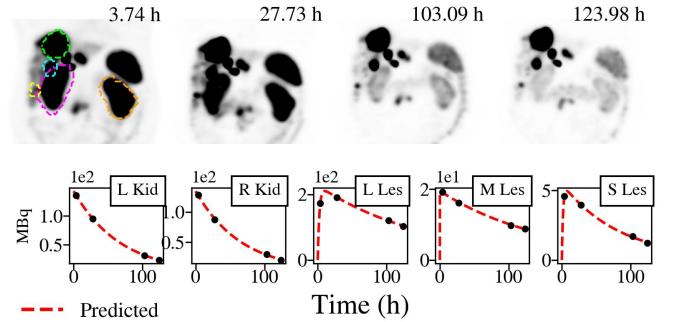 3.74 h 27.73 h 103.09 h 123.98 h
1e2 1e2 1e2 1e1
L Kid R Kid L Les M Les S Les
MBq
1.0 1.0 2 2 5
0.5 0.5
0 0 0
0 100 0 100 0 100 0 100 0 100
Predicted Time (h)